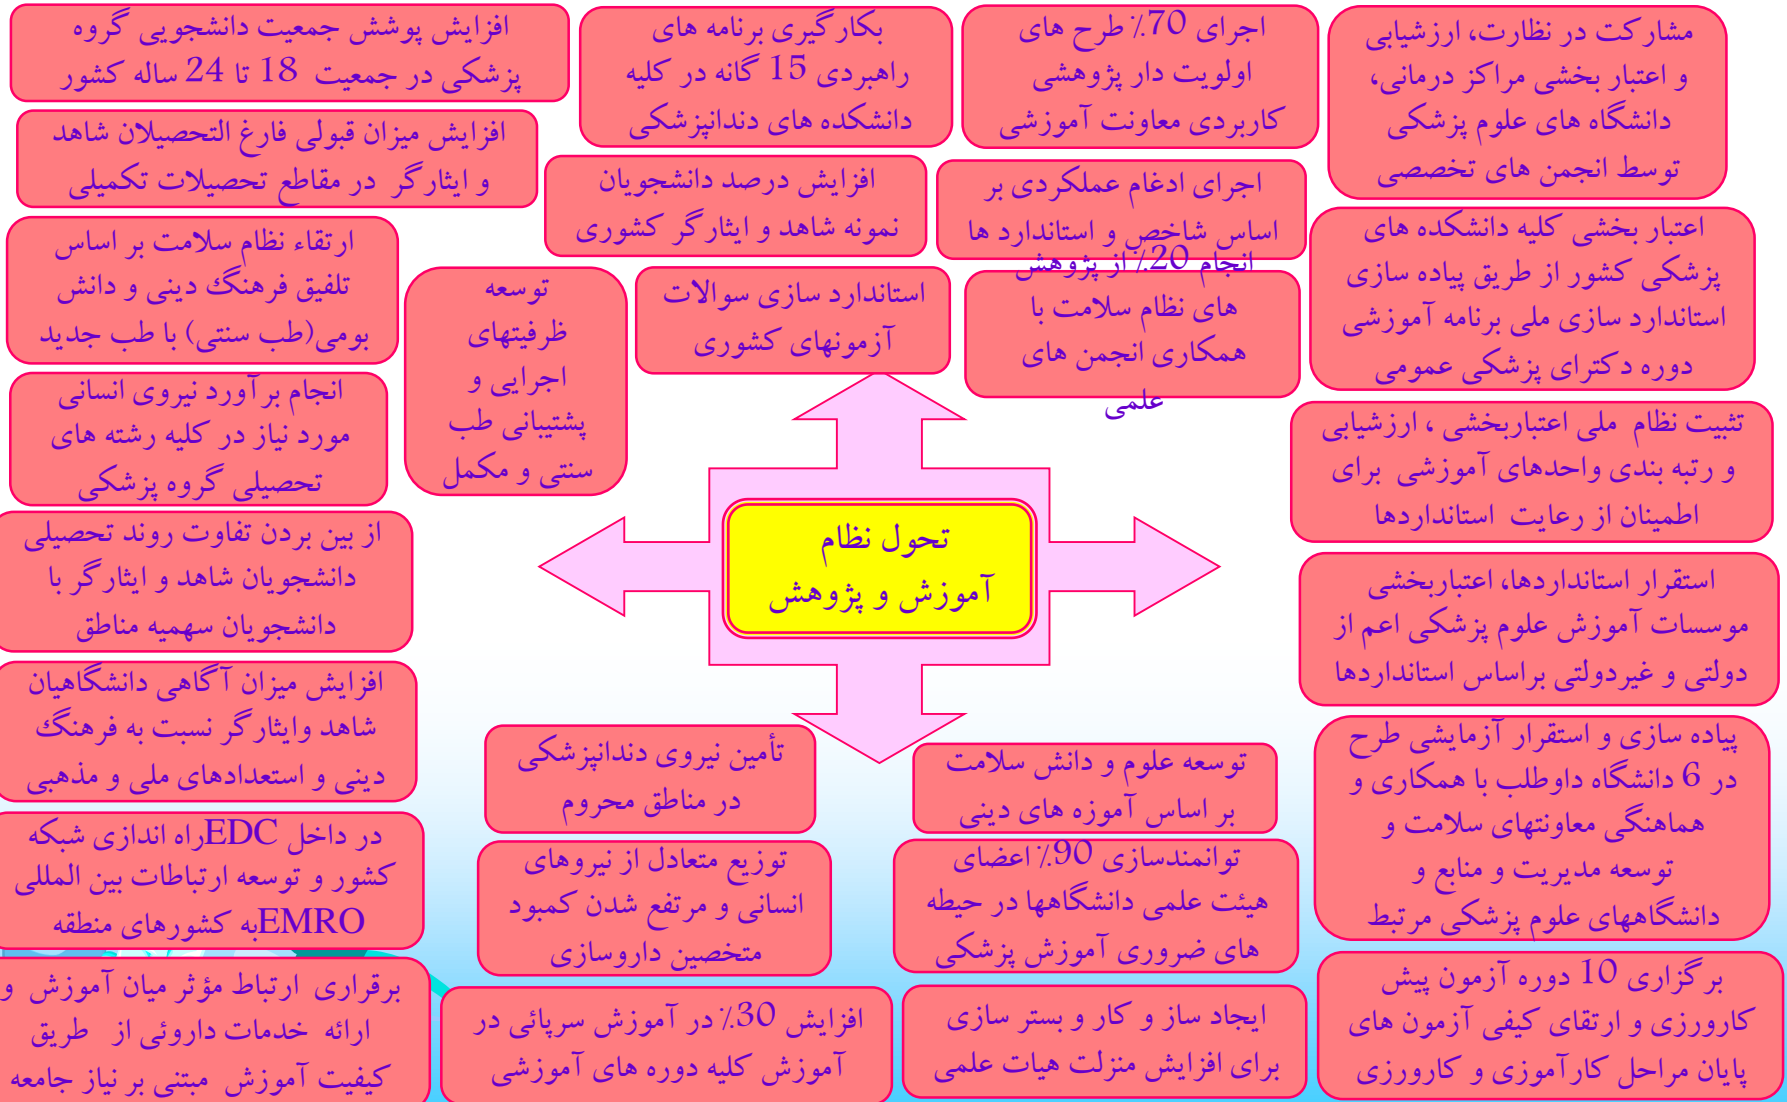 مشارکت در نظارت، ارزشیابی
و اعتبار بخشی مراکز درمانی،
دانشگاه های علوم پزشکی
توسط انجمن های تخصصی
اجرای 70٪ طرح های
اولویت دار پژوهشی
کاربردی معاونت آموزشی
بکارگیری برنامه های
راهبردی 15 گانه در کلیه
دانشکده های دندانپزشکی
افزایش پوشش جمعیت دانشجویی گروه
پزشکی در جمعیت 18 تا 24 ساله کشور
افزایش میزان قبولی فارغ التحصیلان شاهد
و ایثارگر در مقاطع تحصیلات تکمیلی
اجرای ادغام عملکردی بر
اساس شاخص و استاندارد ها
افزایش درصد دانشجویان
نمونه شاهد و ایثارگر کشوری
اعتبار بخشی کلیه دانشکده های
پزشکی کشور از طریق پیاده سازی
استاندارد سازی ملی برنامه آموزشی
دوره دکترای پزشکی عمومی
انجام 20٪ از پژوهش
های نظام سلامت با
همکاری انجمن های
علمی
استاندارد سازی سوالات
آزمونهای کشوری
توسعه
ظرفیتهای
اجرایی و
پشتیبانی طب
سنتی و مکمل
ارتقاء نظام سلامت بر اساس
تلفیق فرهنگ دینی و دانش
بومی(طب سنتی) با طب جدید
انجام برآورد نیروی انسانی
مورد نیاز در کلیه رشته های
تحصیلی گروه پزشکی
تثبیت نظام ملی اعتباربخشی ، ارزشیابی
و رتبه بندی واحدهای آموزشی برای
اطمینان از رعایت استانداردها
تحول نظام
آموزش و پژوهش
از بین بردن تفاوت روند تحصیلی
دانشجویان شاهد و ایثارگر با
دانشجویان سهمیه مناطق
استقرار استانداردها، اعتباربخشی
موسسات آموزش علوم پزشکی اعم از
دولتی و غیردولتی براساس استانداردها
افزایش میزان آگاهی دانشگاهیان
شاهد وایثارگر نسبت به فرهنگ
دینی و استعدادهای ملی و مذهبی
پیاده سازی و استقرار آزمایشی طرح
در 6 دانشگاه داوطلب با همکاری و
هماهنگی معاونتهای سلامت و
توسعه مدیریت و منابع و
دانشگاههای علوم پزشکی مرتبط
توسعه علوم و دانش سلامت
بر اساس آموزه های دینی
تأمین نیروی دندانپزشکی
در مناطق محروم
در داخل EDCراه اندازی شبکه
کشور و توسعه ارتباطات بین المللی
EMROبه کشورهای منطقه
توانمندسازی 90٪ اعضای
هیئت علمی دانشگاهها در حیطه
های ضروری آموزش پزشکی
توزیع متعادل از نیروهای
انسانی و مرتفع شدن کمبود
متخصین داروسازی
برگزاری 10 دوره آزمون پیش
کارورزی و ارتقای کیفی آزمون های
پایان مراحل کارآموزی و کارورزی
ایجاد ساز و کار و بستر سازی
برای افزایش منزلت هیات علمی
افزایش 30٪ در آموزش سرپائی در
آموزش کلیه دوره های آموزشی
برقراری ارتباط مؤثر میان آموزش و
ارائه خدمات داروئی از طریق
کیفیت آموزش مبتنی بر نیاز جامعه